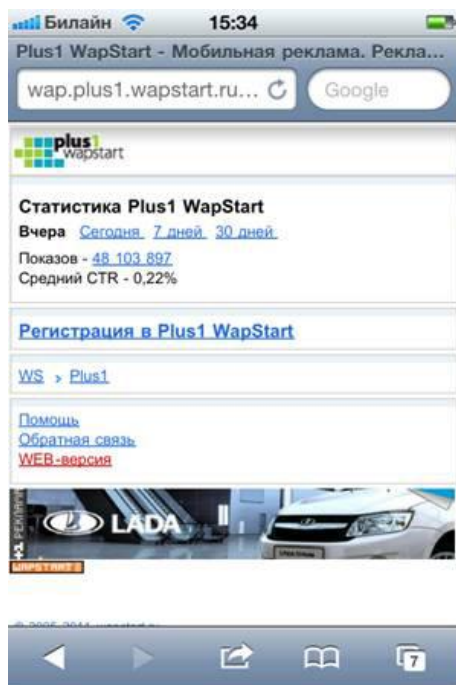 Билайн 15:34
Plus1 WapStart - Мобильная реклама. Рекла...
wap.plus1.wapstart.ru... Google
plus1
wapstart
Статистика Plus1 WapStart
Вчера Сегодня 7 дней 30 дней
Показов - 48 103 897
Средний CTR - 0,22%
Регистрация в Plus1 WapStart
WS > Plus1
Помощь
Обратная связь
WEB-версия
+1 РЕКЛАМА
LADA
WAPSTART
7